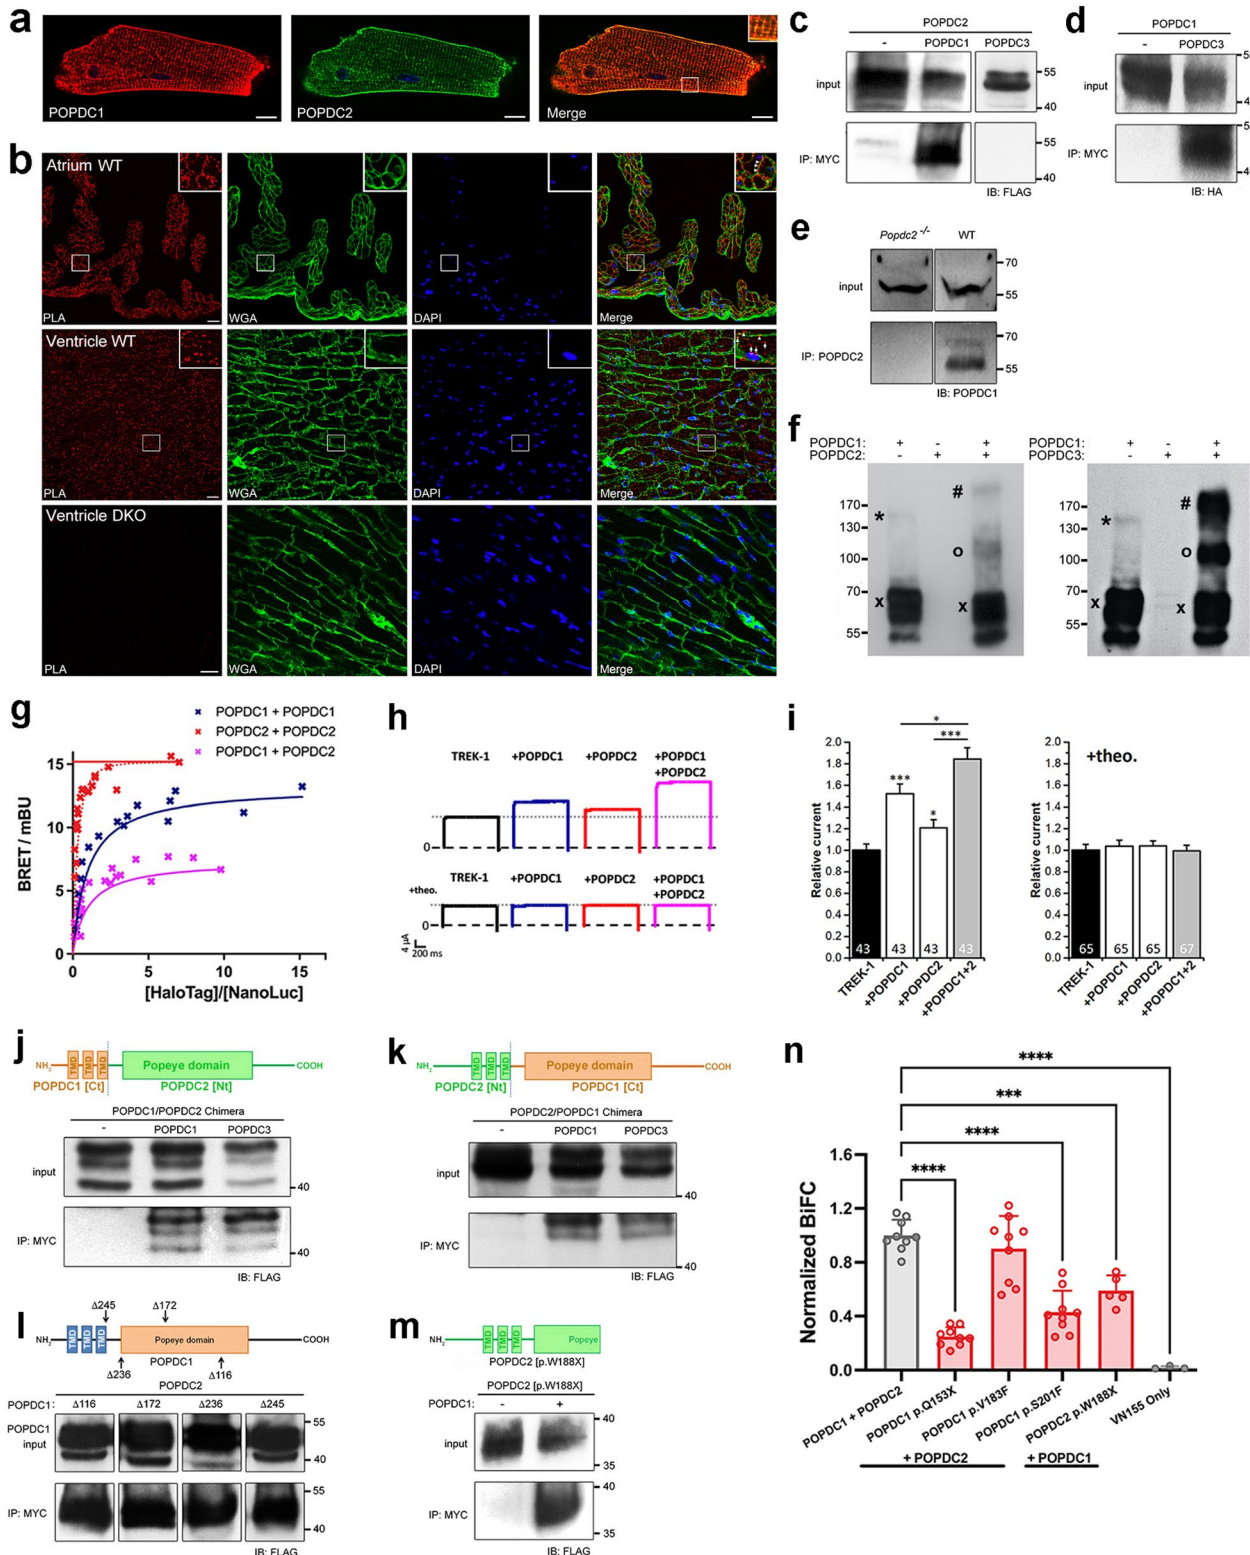 a
POPDC1
POPDC2
Merge
b
Atrium WT
PLA
WGA
DAPI
Merge
Ventricle WT
PLA
WGA
DAPI
Merge
Ventricle DKO
PLA
WGA
DAPI
Merge
c
POPDC2
- POPDC1 POPDC3
input
55
40
IP: MYC
55
40
IB: FLAG
d
POPDC1
- POPDC3
IB: HA
e
Popdc2 -/- WT
input
70
55
IP: POPDC2
70
55
IB: POPDC1
f
POPDC1: + - +
POPDC2: - + +
170
130
100
70
55
*
x
#
o
x
POPDC1: + - +
POPDC3: - + +
170
130
100
70
55
*
x
#
o
x
g
POPDC1 + POPDC1
POPDC2 + POPDC2
POPDC1 + POPDC2
BRET / mBU
15
10
5
0
0 5 10 15
[HaloTag]/[NanoLuc]
h
TREK-1 +POPDC1 +POPDC2 +POPDC1
+POPDC2
0
+theo.
TREK-1 +POPDC1 +POPDC2 +POPDC1
+POPDC2
0
4 µA
200 ms
i
Relative current
2.0
1.8
1.6
1.4
1.2
1.0
0.8
0.6
0.4
0.2
0.0
*
***
***
*
43 43 43 43
TREK-1
+POPDC1
+POPDC2
+POPDC1+2
+theo.
Relative current
2.0
1.8
1.6
1.4
1.2
1.0
0.8
0.6
0.4
0.2
0.0
65 65 65 67
TREK-1
+POPDC1
+POPDC2
+POPDC1+2
j
NH2 TMD TMD TMD Popeye domain COOH
POPDC1 [Ct] POPDC2 [Nt]
POPDC1/POPDC2 Chimera
- POPDC1 POPDC3
input
40
IP: MYC
40
IB: FLAG
k
NH2 TMD TMD TMD Popeye domain COOH
POPDC2 [Nt] POPDC1 [Ct]
POPDC2/POPDC1 Chimera
- POPDC1 POPDC3
input
40
IP: MYC
40
IB: FLAG
l
Δ245 Δ172
NH2 TMD TMD TMD Popeye domain COOH
POPDC1
Δ236 Δ116
POPDC2
POPDC1: Δ116 Δ172 Δ236 Δ245
POPDC1
input
55
40
IP: MYC
55
40
IB: FLAG
m
NH2 TMD TMD TMD Popeye
POPDC2 [p.W188X]
POPDC2 [p.W188X]
POPDC1: - +
input
40
35
IP: MYC
40
35
IB: FLAG
n
****
***
****
****
Normalized BiFC
1.6
1.2
0.8
0.4
0.0
POPDC1 + POPDC2
POPDC1 p.Q153X
POPDC1 p.V183F
POPDC1 p.S201F
POPDC2 p.W188X
VN155 Only
+ POPDC2
+ POPDC1